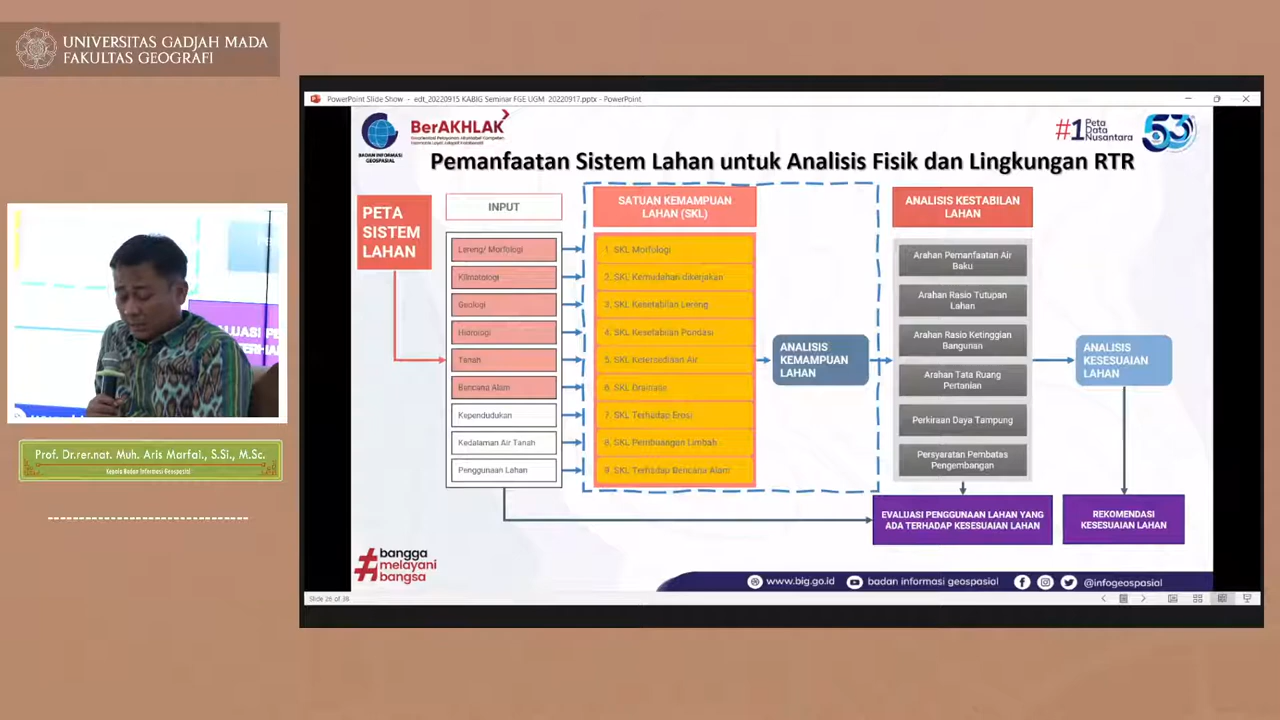 UNIVERSITAS GADJAH MADA
FAKULTAS GEOGRAFI
PowerPoint Slide Show - edt_20220915 KABIG Seminar FGE UGM 20220917.pptx - PowerPoint
BADAN INFORMASI
GEOSPASIAL
BerAKHLAK
#1 Peta
Data
Nusantara
53
Pemanfaatan Sistem Lahan untuk Analisis Fisik dan Lingkungan RTR
PETA
SISTEM
LAHAN
INPUT
Lereng/ Morfologi
Klimatologi
Geologi
Hidrologi
Tanah
Bencana Alam
Kependudukan
Kedalaman Air Tanah
Penggunaan Lahan
SATUAN KEMAMPUAN
LAHAN (SKL)
1. SKL Morfologi
2. SKL Kemudahan dikerjakan
3. SKL Kesetabilan Lereng
4. SKL Kesetabilan Pondasi
5. SKL Ketersediaan Air
6. SKL Drainase
7. SKL Terhadap Erosi
8. SKL Pembuangan Limbah
9. SKL Terhadap Bencana Alam
ANALISIS
KEMAMPUAN
LAHAN
ANALISIS KESTABILAN
LAHAN
Arahan Pemanfaatan Air
Baku
Arahan Rasio Tutupan
Lahan
Arahan Rasio Ketinggian
Bangunan
Arahan Tata Ruang
Pertanian
Perkiraan Daya Tampung
Persyaratan Pembatas
Pengembangan
ANALISIS
KESESUAIAN
LAHAN
EVALUASI PENGGUNAAN LAHAN YANG
ADA TERHADAP KESESUAIAN LAHAN
REKOMENDASI
KESESUAIAN LAHAN
#bangga
melayani
bangsa
www.big.go.id
badan informasi geospasial
@infogeospasial
Slide 26 of 38
Prof. Dr.rer.nat. Muh. Aris Marfai., S.Si., M.Sc.
Kepala Badan Informasi Geospasial